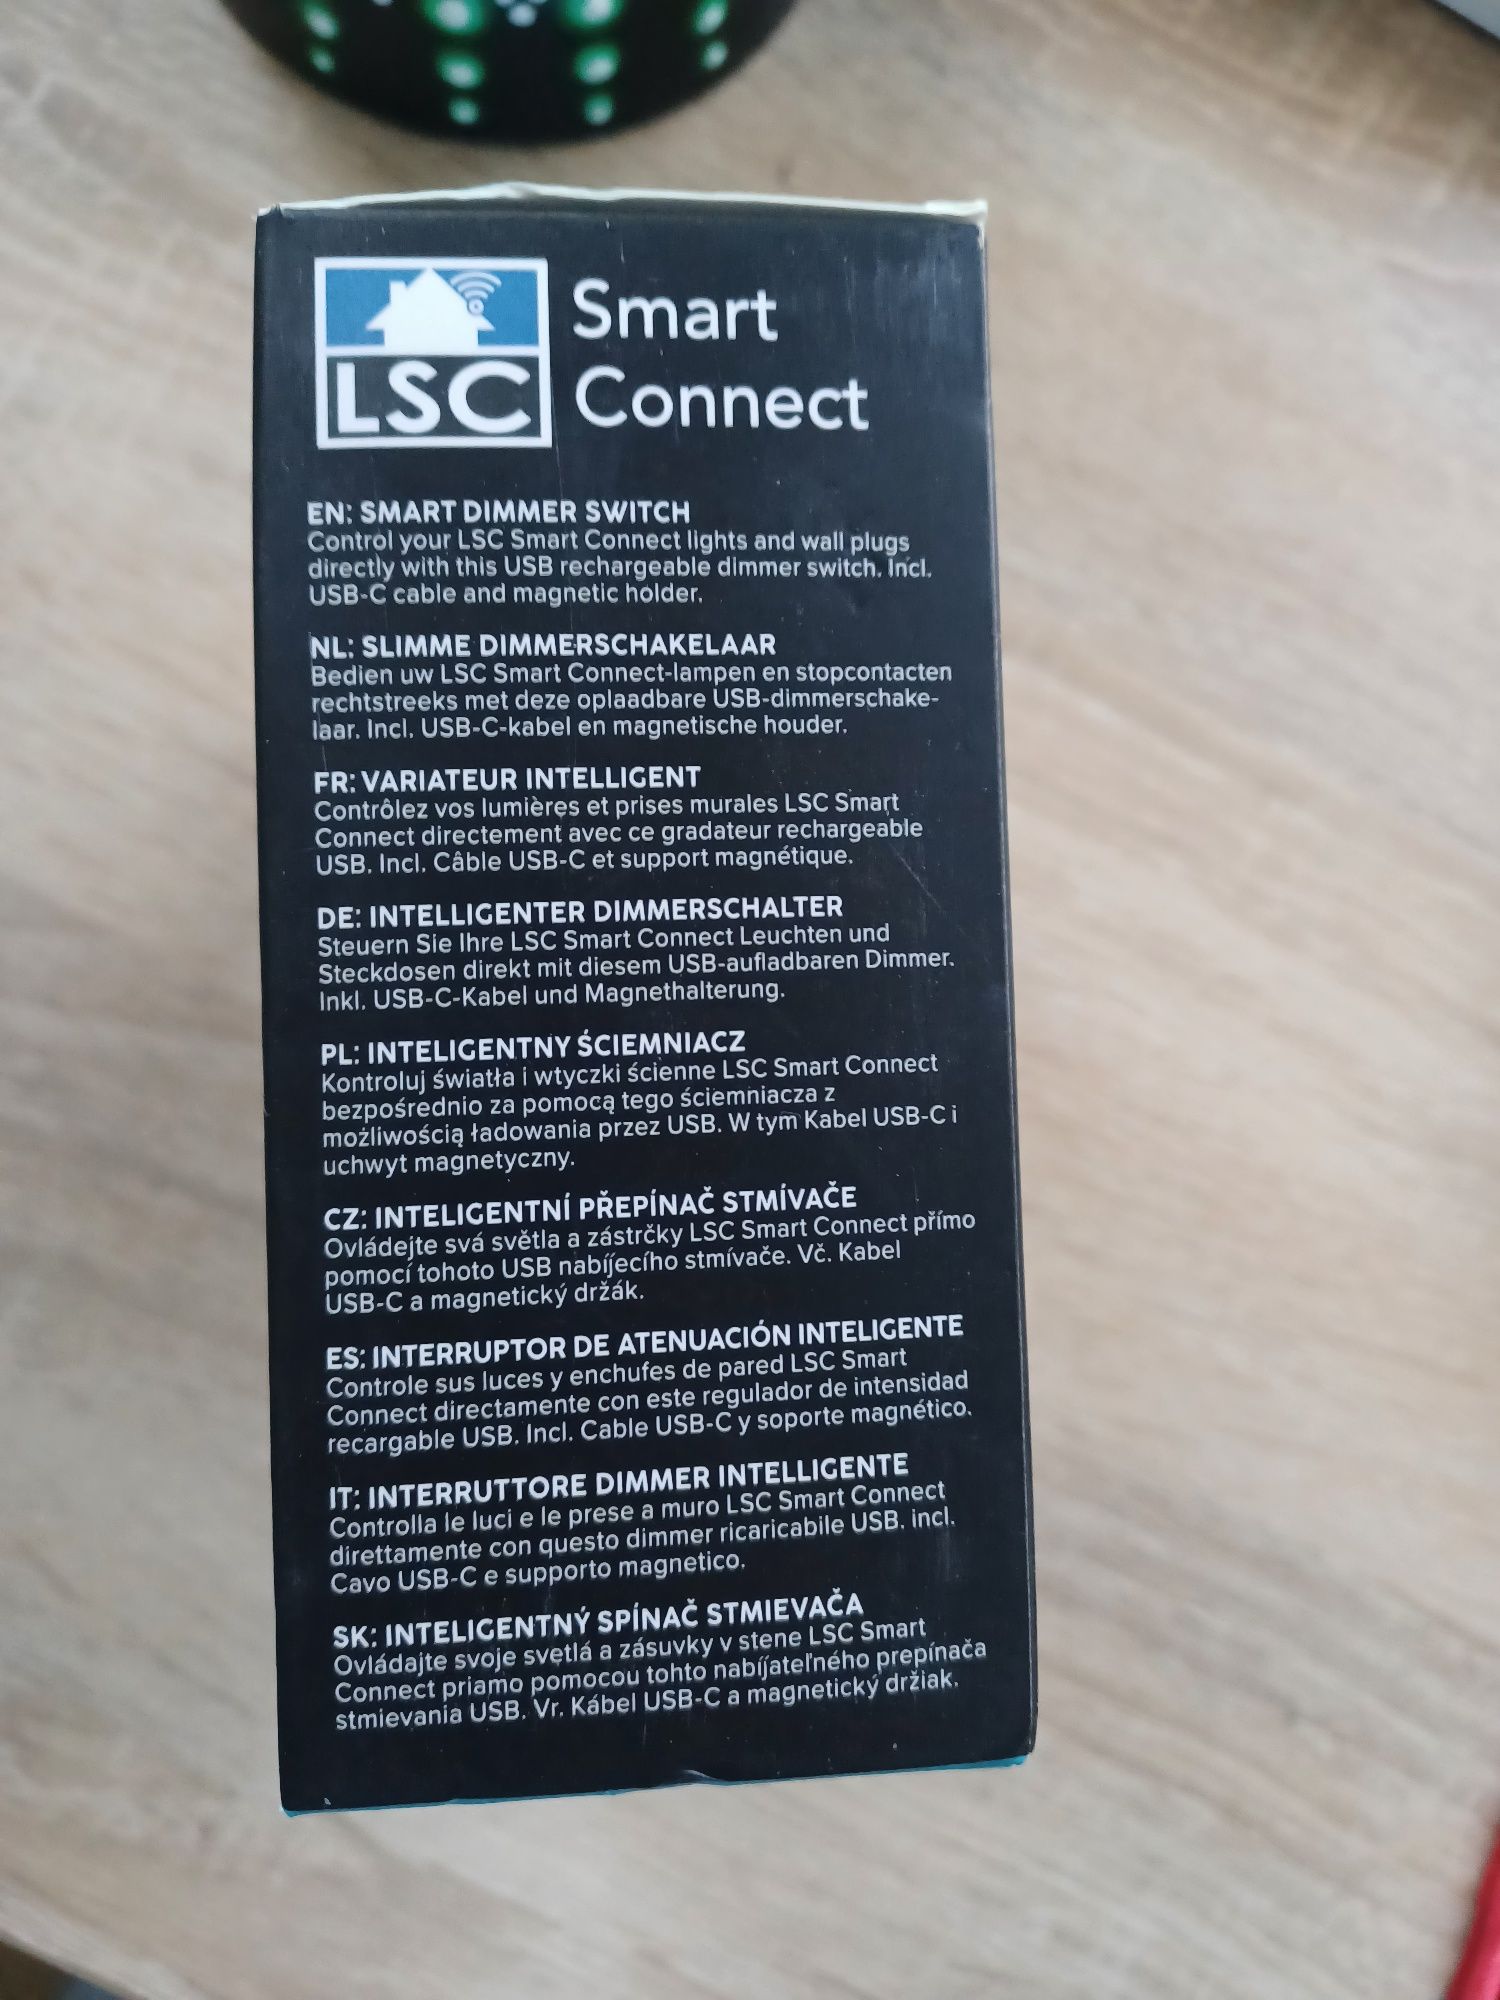 LSC
Smart
Connect
EN: SMART DIMMER SWITCH
Control your LSC Smart Connect lights and wall plugs
directly with this USB rechargeable dimmer switch. Incl.
USB-C cable and magnetic holder.
NL: SLIMME DIMMERSCHAKELAAR
Bedien uw LSC Smart Connect-lampen en stopcontacten
rechtstreeks met deze oplaadbare USB-dimmerschake-
laar. Incl. USB-C-kabel en magnetische houder.
FR: VARIATEUR INTELLIGENT
Contrôlez vos lumières et prises murales LSC Smart
Connect directement avec ce gradateur rechargeable
USB. Incl. Câble USB-C et support magnétique.
DE: INTELLIGENTER DIMMERSCHALTER
Steuern Sie Ihre LSC Smart Connect Leuchten und
Steckdosen direkt mit diesem USB-aufladbaren Dimmer.
Inkl. USB-C-Kabel und Magnethalterung.
PL: INTELIGENTNY ŚCIEMNIACZ
Kontroluj światła i wtyczki ścienne LSC Smart Connect
bezpośrednio za pomocą tego ściemniacza z
możliwością ładowania przez USB. W tym Kabel USB-C i
uchwyt magnetyczny.
CZ: INTELIGENTNÍ PŘEPÍNAČ STMÍVAČE
Ovládejte svá světla a zástrčky LSC Smart Connect přímo
pomocí tohoto USB nabíjecího stmívače. Vč. Kabel
USB-C a magnetický držák.
ES: INTERRUPTOR DE ATENUACIÓN INTELIGENTE
Controle sus luces y enchufes de pared LSC Smart
Connect directamente con este regulador de intensidad
recargable USB. Incl. Cable USB-C y soporte magnético.
IT: INTERRUTTORE DIMMER INTELLIGENTE
Controlla le luci e le prese a muro LSC Smart Connect
direttamente con questo dimmer ricaricabile USB. incl.
Cavo USB-C e supporto magnetico.
SK: INTELIGENTNÝ SPÍNAČ STMIEVAČA
Ovládajte svoje svetlá a zásuvky v stene LSC Smart
Connect priamo pomocou tohto nabíjateľného prepínača
stmievania USB. Vr. Kábel USB-C a magnetický držiak.